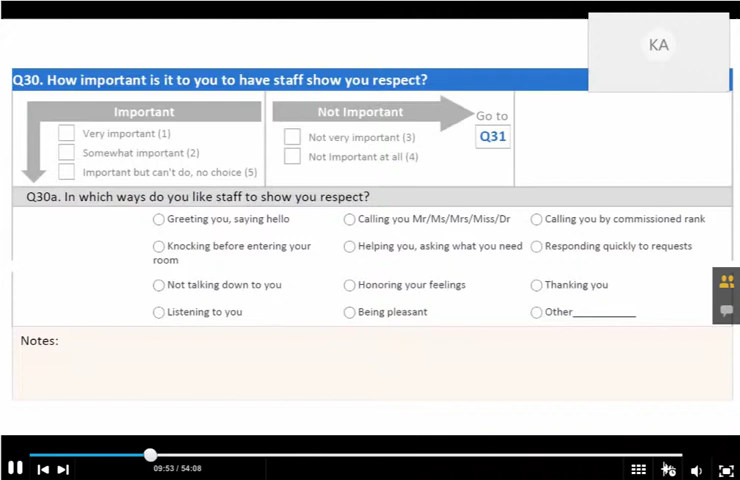 KA
Q30. How important is it to you to have staff show you respect?
Important
Not Important
Go to
Q31
Very important (1)
Somewhat important (2)
Important but can't do, no choice (5)
Not very important (3)
Not Important at all (4)
Q30a. In which ways do you like staff to show you respect?
Greeting you, saying hello
Calling you Mr/Ms/Mrs/Miss/Dr
Calling you by commissioned rank
Knocking before entering your
room
Helping you, asking what you need
Responding quickly to requests
Not talking down to you
Honoring your feelings
Thanking you
Listening to you
Being pleasant
Other__________
Notes:
09:53 / 54:08